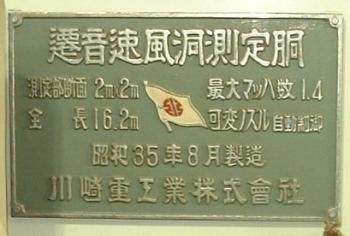 遷音速風洞測定胴
測定部断面 2m×2m 最大マッハ数 1.4
全長 16.2m 可変ノズル 自動制御
昭和35年8月製造
川崎重工業株式會社